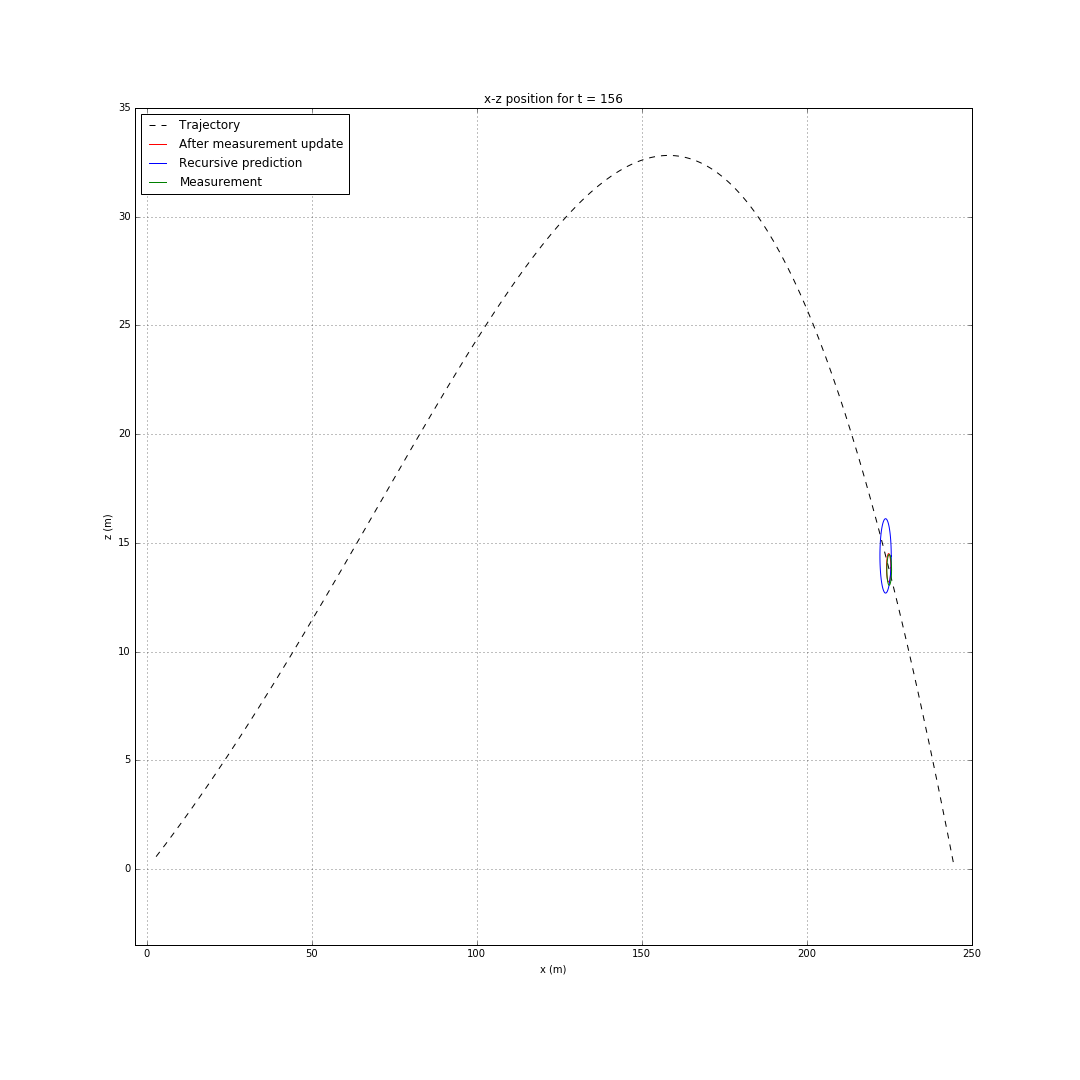 x-z position for t = 156
Trajectory
After measurement update
Recursive prediction
Measurement
35
30
25
20
15
10
5
0
z (m)
0 50 100 150 200 250
x (m)